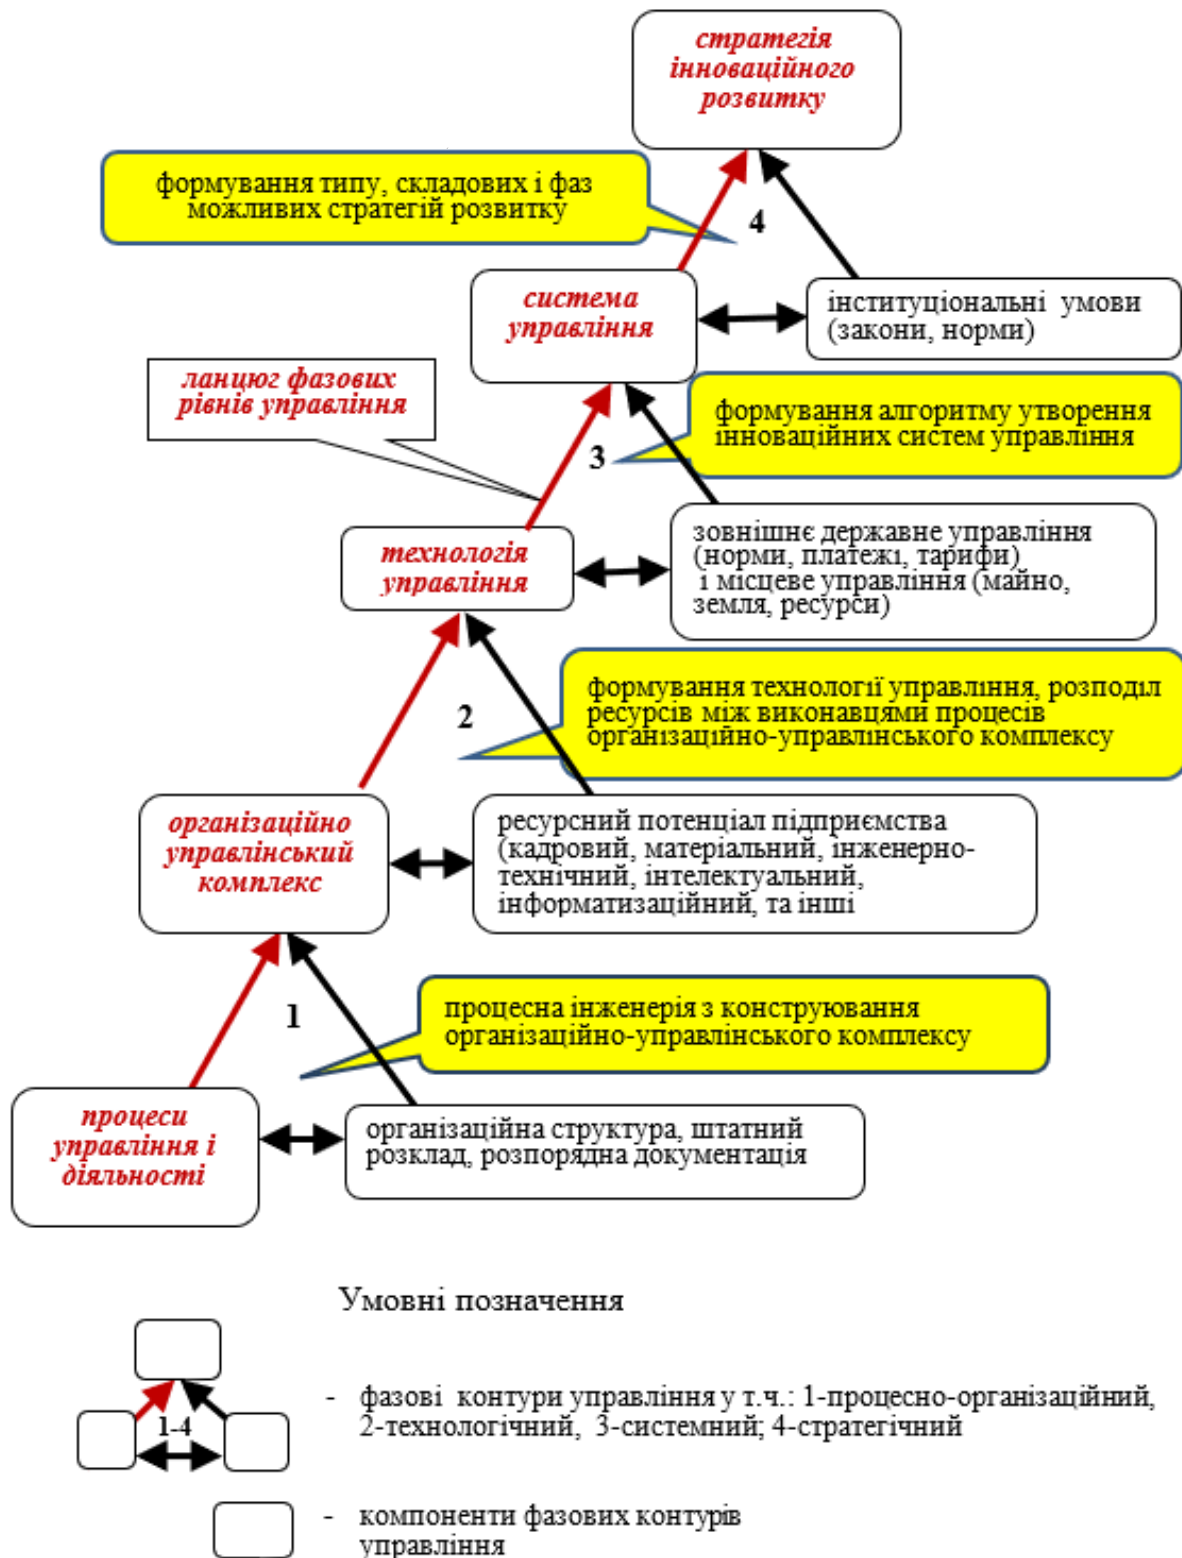 стратегія
інноваційного
розвитку
формування типу, складових і фаз
можливих стратегій розвитку
4
система
управління
інституціональні умови
(закони, норми)
ланцюг фазових
рівнів управління
формування алгоритму утворення
інноваційних систем управління
3
технологія
управління
зовнішнє державне управління
(норми, платежі, тарифи)
і місцеве управління (майно,
земля, ресурси)
формування технології управління, розподіл
ресурсів між виконавцями процесів
організаційно-управлінського комплексу
2
організаційно
управлінський
комплекс
ресурсний потенціал підприємства
(кадровий, матеріальний, інженерно-
технічний, інтелектуальний,
інформатизаційний, та інші
процесна інженерія з конструювання
організаційно-управлінського комплексу
1
процеси
управління і
діяльності
організаційна структура, штатний
розклад, розпорядна документація
Умовні позначення
1-4
- фазові контури управління у т.ч.: 1-процесно-організаційний,
2-технологічний, 3-системний; 4-стратегічний
- компоненти фазових контурів
управління